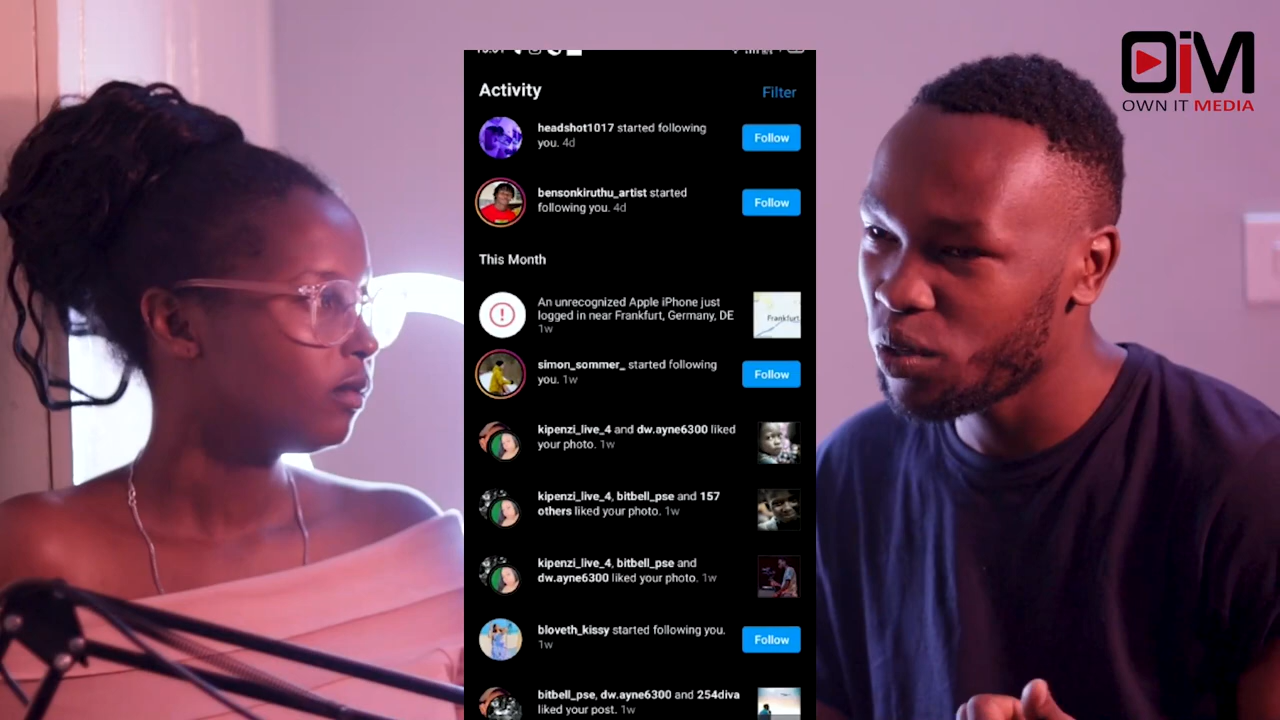 OiM
OWN IT MEDIA
Activity
Filter
headshot1017 started following
you. 4d
Follow
bensonkiruthu_artist started
following you. 4d
Follow
This Month
An unrecognized Apple iPhone just
logged in near Frankfurt, Germany, DE
1w
Frankfurt
simon_sommer_ started following
you. 1w
Follow
kipenzi_live_4 and dw.ayne6300 liked
your photo. 1w
kipenzi_live_4, bitbell_pse and 157
others liked your photo. 1w
kipenzi_live_4, bitbell_pse and
dw.ayne6300 liked your photo. 1w
bloveth_kissy started following you.
1w
Follow
bitbell_pse, dw.ayne6300 and 254diva
liked your post. 1w